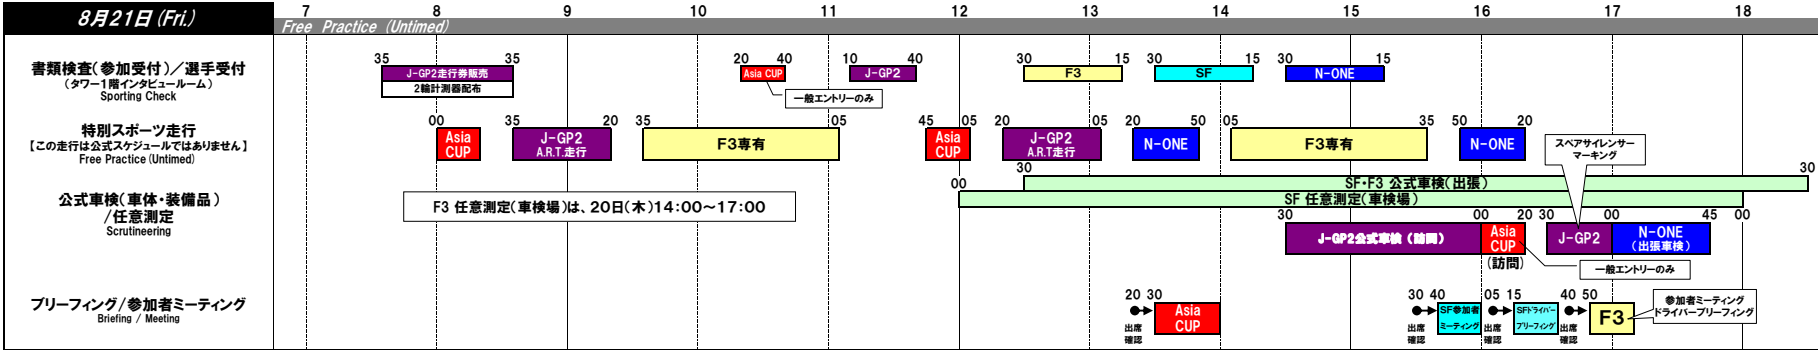 8月21日(Fri.)
7 8 9 10 11 12 13 14 15 16 17 18
Free Practice (Untimed)
書類検査(参加受付)/選手受付
(タワー1階インタビュールーム)
Sporting Check
35 35 20 40 10 40 30 15 30 15 30 15
J-GP2走行券販売
2輪計測器配布
Asia CUP
J-GP2
F3
SF
N-ONE
一般エントリーのみ
特別スポーツ走行
【この走行は公式スケジュールではありません】
Free Practice (Untimed)
00 35 20 35 05 45 05 20 05 20 50 05 35 50 20
Asia
CUP
J-GP2
A.R.T.走行
F3専有
Asia
CUP
J-GP2
A.R.T走行
N-ONE
F3専有
N-ONE
スペアサイレンサー
マーキング
公式車検(車体・装備品)
/任意測定
Scrutineering
00 30 30
SF・F3 公式車検(出張)
SF 任意測定(車検場)
F3 任意測定(車検場)は、20日(木)14:00~17:00
30 00 20 30 00 45 00
J-GP2公式車検(訪問)
Asia
CUP
(訪問)
J-GP2
N-ONE
(出張車検)
一般エントリーのみ
ブリーフィング/参加者ミーティング
Briefing / Meeting
20 30 30 40 05 15 40 50
出席
確認
Asia
CUP
出席
確認
SF参加者
ミーティング
出席
確認
SFドライバー
ブリーフィング
出席
確認
F3
参加者ミーティング
ドライバーブリーフィング